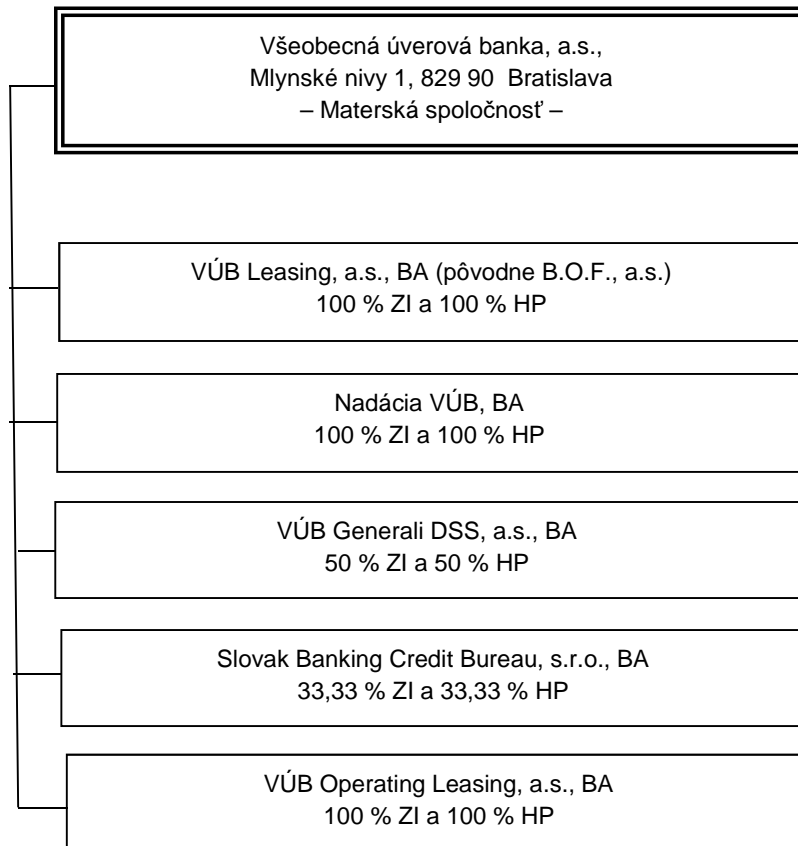 Všeobecná úverová banka, a.s.,
Mlynské nivy 1, 829 90  Bratislava
– Materská spoločnosť –
VÚB Leasing, a.s., BA (pôvodne B.O.F., a.s.)
100 % ZI a 100 % HP
Nadácia VÚB, BA
100 % ZI a 100 % HP
VÚB Generali DSS, a.s., BA
50 % ZI a 50 % HP
Slovak Banking Credit Bureau, s.r.o., BA
33,33 % ZI a 33,33 % HP
VÚB Operating Leasing, a.s., BA
100 % ZI a 100 % HP